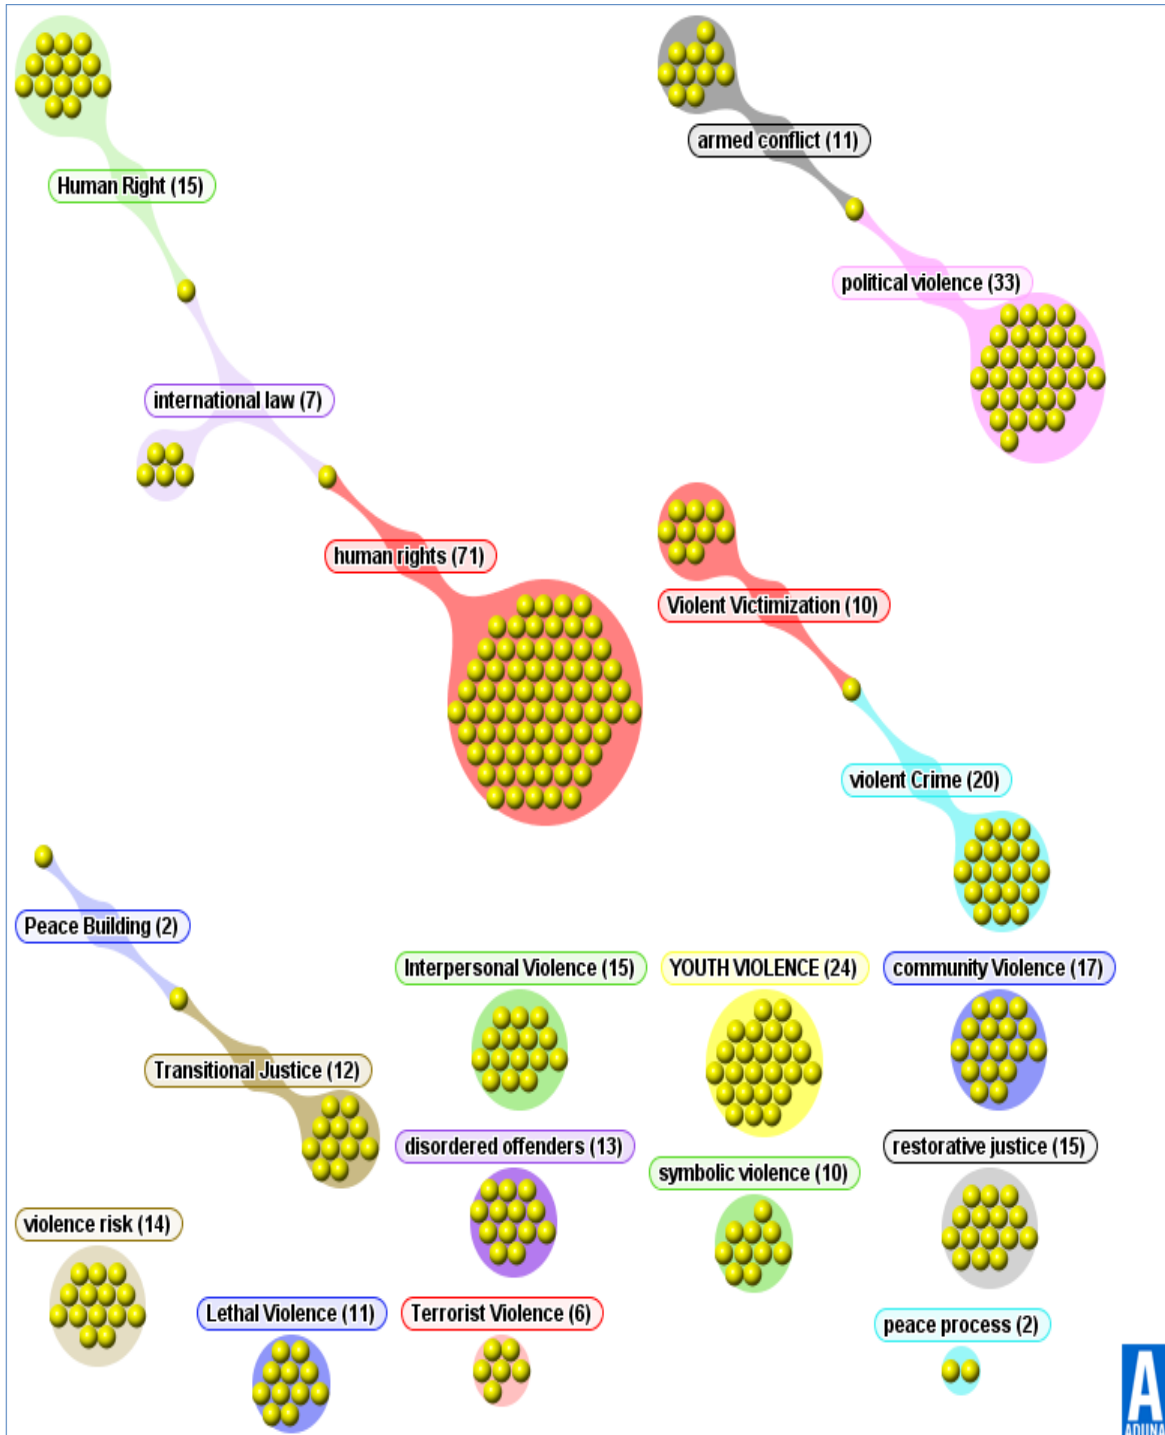 armed conflict (11)
Human Right (15)
political violence (33)
international law (7)
human rights (71)
Violent Victimization (10)
violent Crime (20)
Peace Building (2)
Interpersonal Violence (15)
YOUTH VIOLENCE (24)
community Violence (17)
Transitional Justice (12)
disordered offenders (13)
symbolic violence (10)
restorative justice (15)
violence risk (14)
Lethal Violence (11)
Terrorist Violence (6)
peace process (2)
A
ADUNA